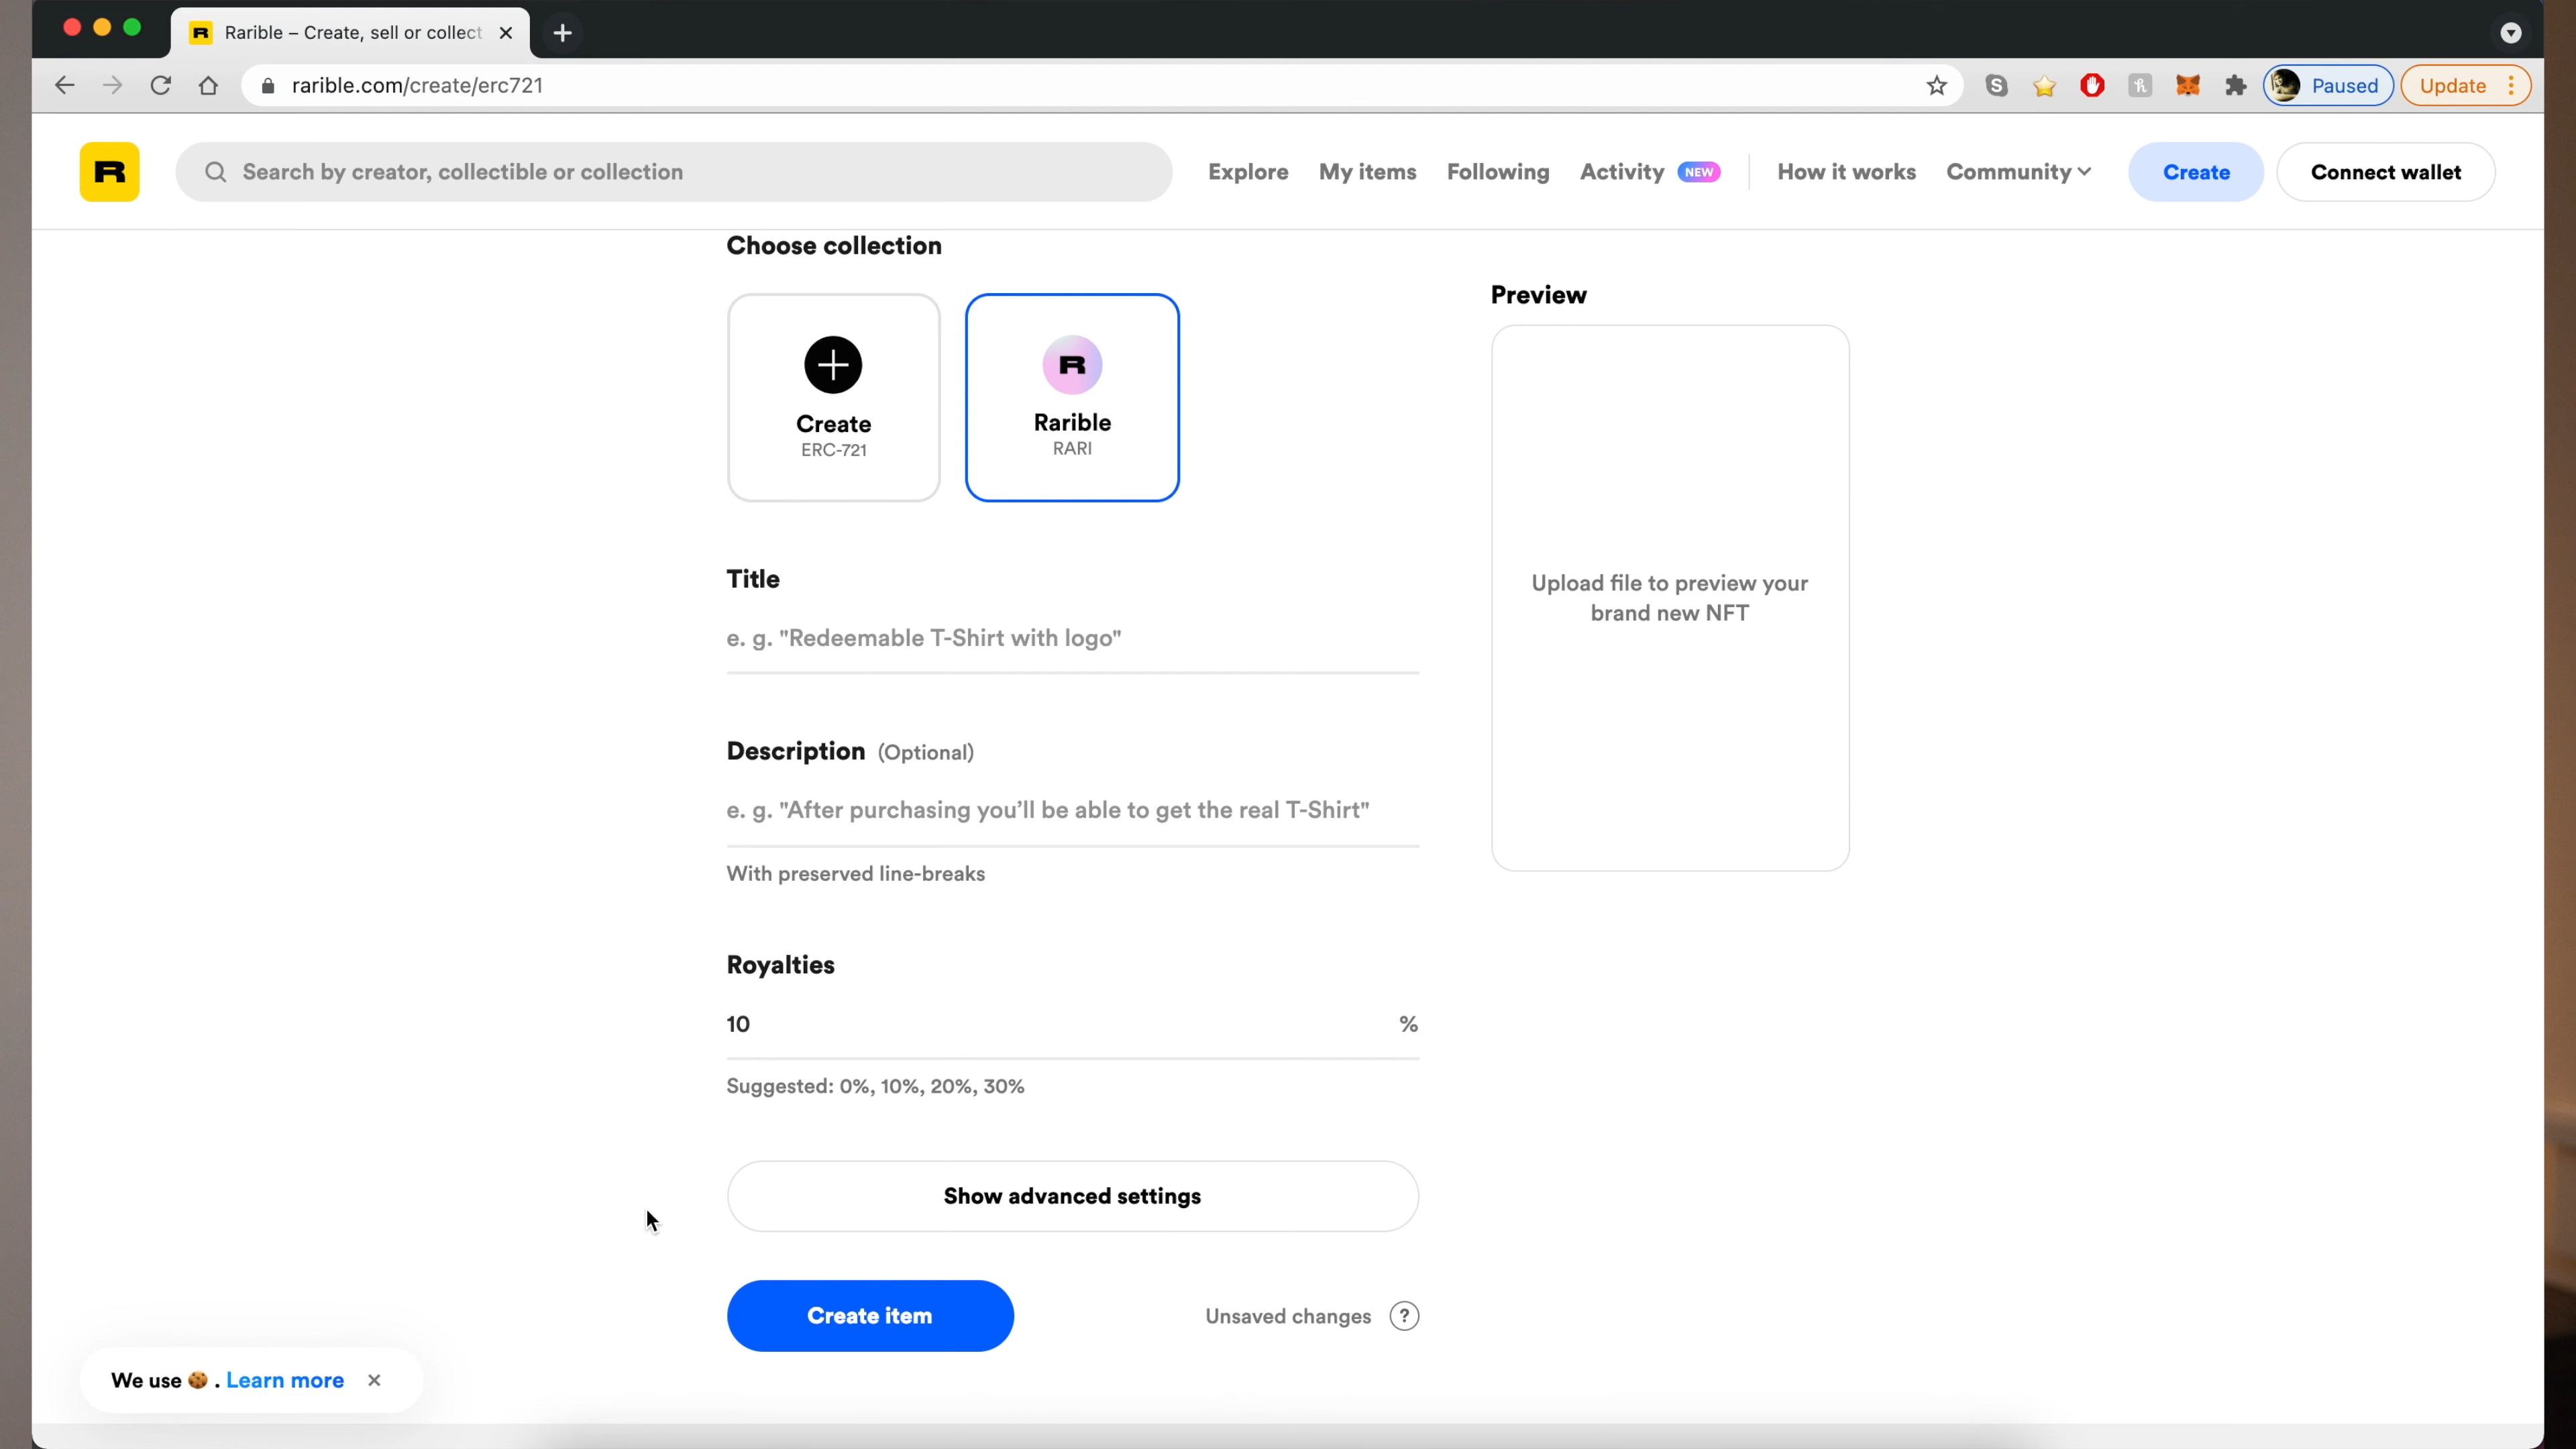 Rarible – Create, sell or collect
rarible.com/create/erc721
Paused
Update
R
Search by creator, collectible or collection
Explore
My items
Following
Activity
NEW
How it works
Community
Create
Connect wallet
Choose collection
Create
ERC-721
R
Rarible
RARI
Preview
Upload file to preview your
brand new NFT
Title
e. g. "Redeemable T-Shirt with logo"
Description (Optional)
e. g. "After purchasing you’ll be able to get the real T-Shirt"
With preserved line-breaks
Royalties
10 %
Suggested: 0%, 10%, 20%, 30%
Show advanced settings
Create item
Unsaved changes ?
We use 🍪 . Learn more